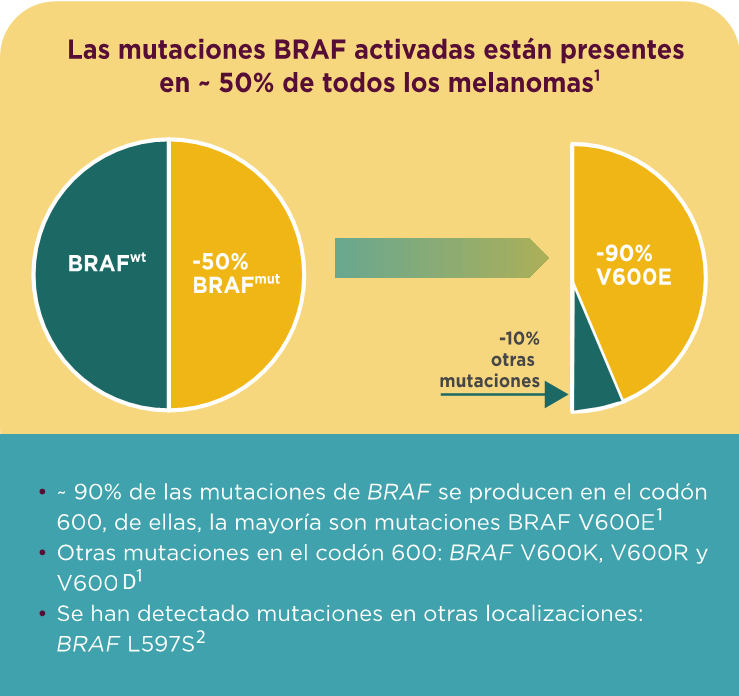 Las mutaciones BRAF activadas están presentes
en ~ 50% de todos los melanomas¹
BRAFʷᵗ
-50%
BRAFᵐᵘᵗ
-90%
V600E
-10%
otras
mutaciones
• ~ 90% de las mutaciones de BRAF se producen en el codón
600, de ellas, la mayoría son mutaciones BRAF V600E¹
• Otras mutaciones en el codón 600: BRAF V600K, V600R y
V600 D¹
• Se han detectado mutaciones en otras localizaciones:
BRAF L597S²